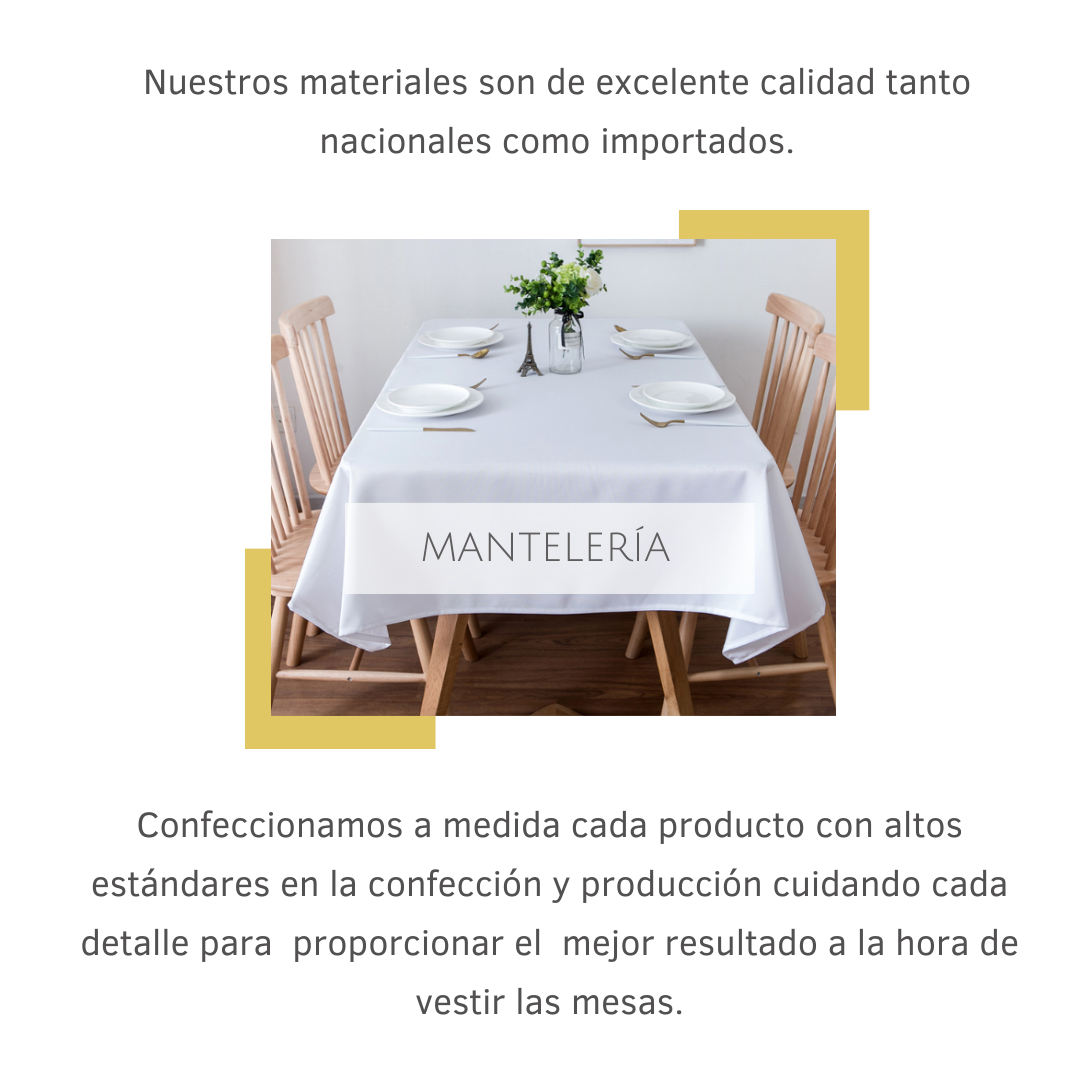 Nuestros materiales son de excelente calidad tanto
nacionales como importados.
MANTELERÍA
Confeccionamos a medida cada producto con altos
estándares en la confección y producción cuidando cada
detalle para  proporcionar el  mejor resultado a la hora de
vestir las mesas.